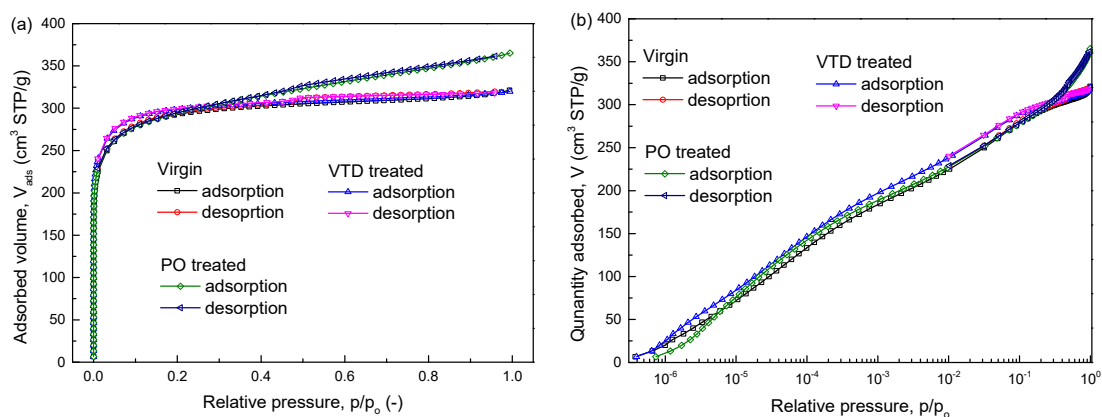 (a)
400
350
300
250
200
150
100
50
0
Adsorbed volume, V_ads (cm³ STP/g)
Virgin
adsorption
desoprtion
VTD treated
adsorption
desorption
PO treated
adsorption
desorption
0.0 0.2 0.4 0.6 0.8 1.0
Relative pressure, p/p_o (-)
(b)
400
350
300
250
200
150
100
50
0
Qunantity adsorbed, V (cm³ STP/g)
Virgin
adsorption
desorption
VTD treated
adsorption
desorption
PO treated
adsorption
desorption
10⁻⁶ 10⁻⁵ 10⁻⁴ 10⁻³ 10⁻² 10⁻¹ 10⁰
Relative pressure, p/p_o